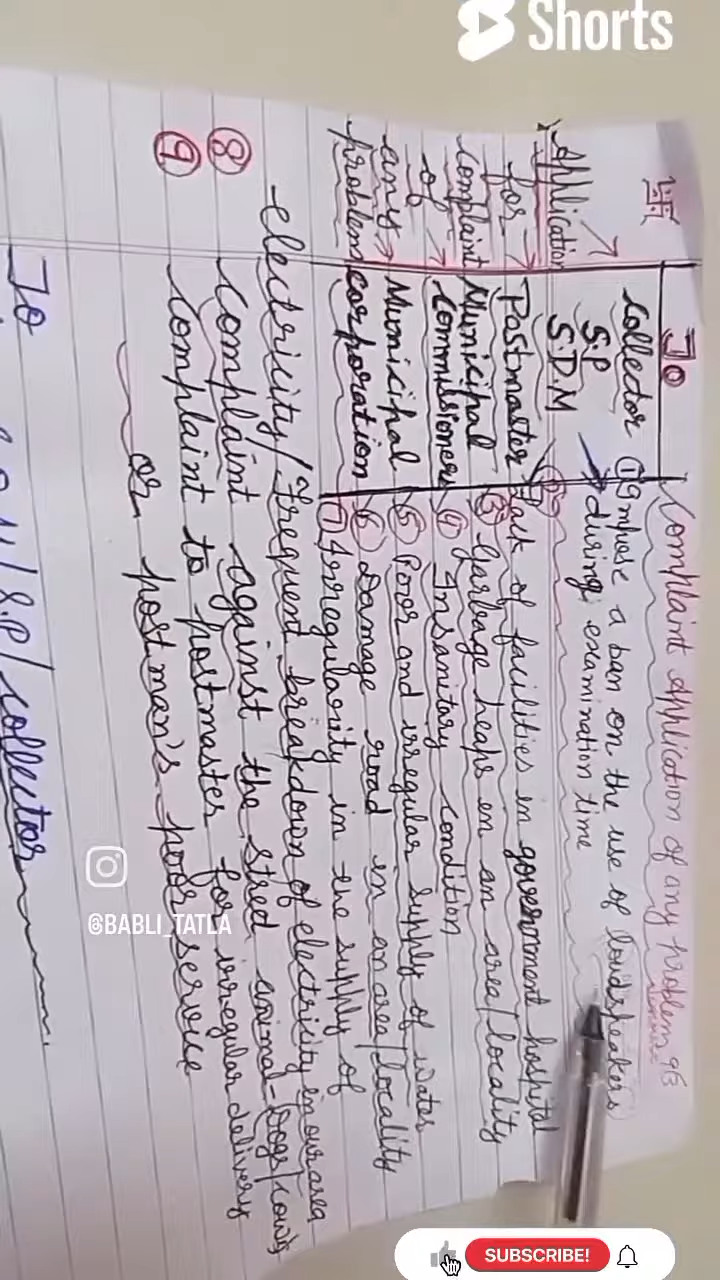 Shorts
卐
Complaint Application of any problem
To
Application for complaint of any problem
Collector
S.P
S.D.M
Postmaster
Municipal commissioners
Municipal corporation
① Impose a ban on the use of loudspeakers
during examination time
② Lack of facilities in government hospital
③ Garbage heaps in an area/locality
④ Insanitary condition
⑤ Poor and irregular supply of water
⑥ Damage road in an area/locality
⑦ Irregularity in the supply of
electricity/Frequent breakdown of electricity in our area
⑧ complaint against the stred animal-Dogs/cows
⑨ complaint to postmaster for irregular delivery
or postman's poor service
To
S.P/collector
@BABLI_TATLA
SUBSCRIBE!